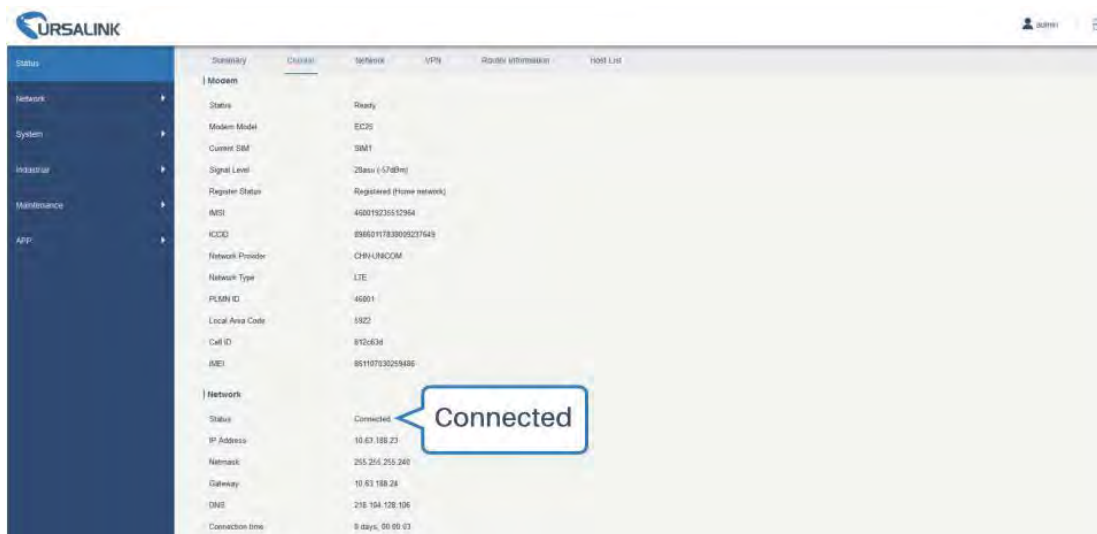 URSALINK
admin
Status
Network
System
Industrial
Maintenance
APP
Summary Cellular Network VPN Routing Information Host List
Modem
Status Ready
Modem Model EC25
Current SIM SIM1
Signal Level 28asu (-57dBm)
Register Status Registered (Home network)
IMSI 460019235512964
ICCID
Network Provider CHN-UNICOM
Network Type LTE
PLMN ID 46001
Local Area Code 5922
Cell ID 812c63d
IMEI 861107030259486
Network
Status Connected
Connected
IP Address 10.63.188.23
Netmask 255.255.255.240
Gateway 10.63.188.24
DNS 218.104.128.106
Connection time 0 days, 00:00:03